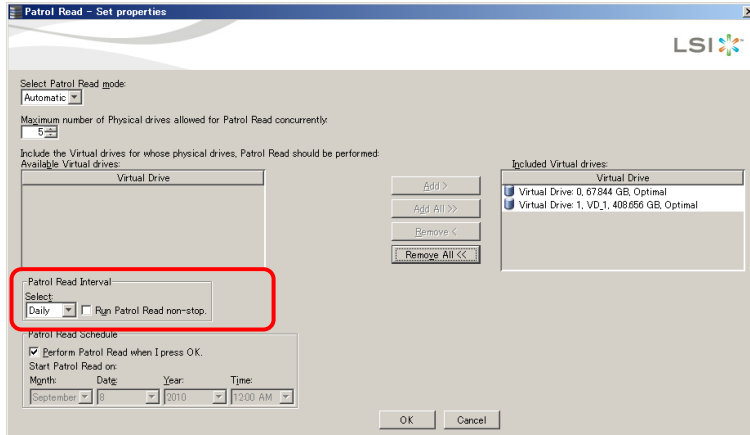 Patrol Read - Set properties
LSI
Select Patrol Read mode:
Automatic
Maximum number of Physical drives allowed for Patrol Read concurrently:
5
Include the Virtual drives for whose physical drives, Patrol Read should be performed:
Available Virtual drives:
Virtual Drive
Add >
Add All >>
Remove <
Remove All <<
Included Virtual drives:
Virtual Drive
Virtual Drive: 0, 67.844 GB, Optimal
Virtual Drive: 1, VD_1, 408.656 GB, Optimal
Patrol Read Interval
Select:
Daily Run Patrol Read non-stop.
Patrol Read Schedule
Perform Patrol Read when I press OK.
Start Patrol Read on:
Month: Date: Year: Time:
September 8 2010 12:00 AM
OK Cancel